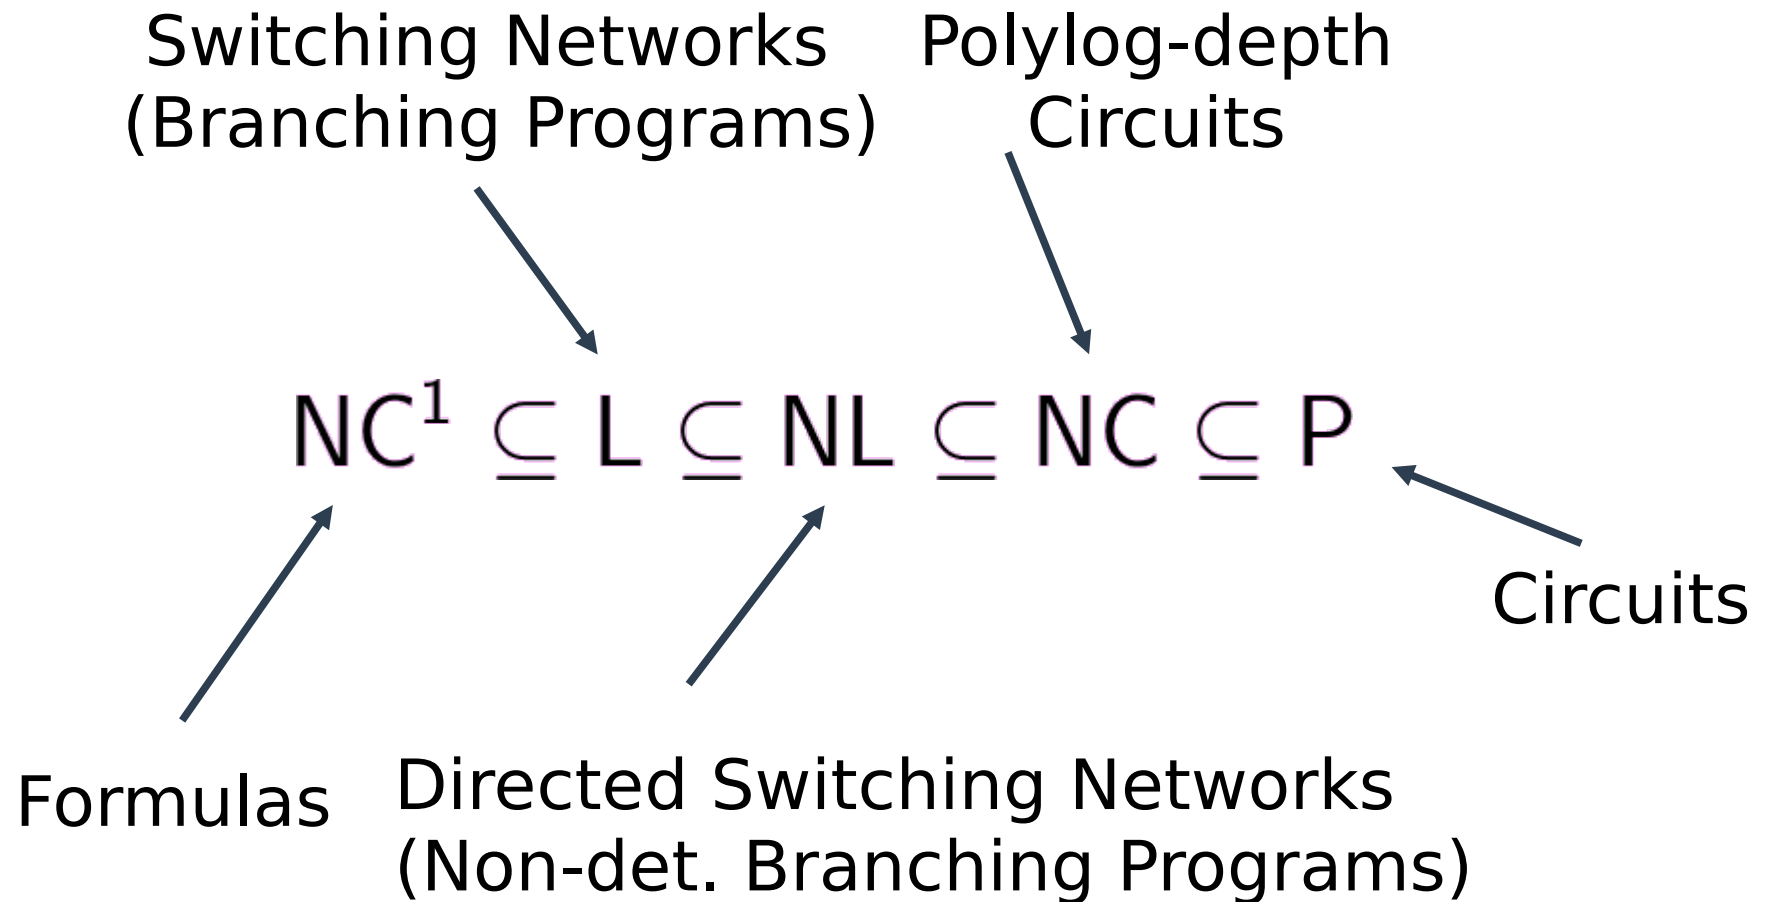 Switching Networks
(Branching Programs)
Polylog-depth
Circuits
NC¹ ⊆ L ⊆ NL ⊆ NC ⊆ P
Circuits
Formulas
Directed Switching Networks
(Non-det. Branching Programs)